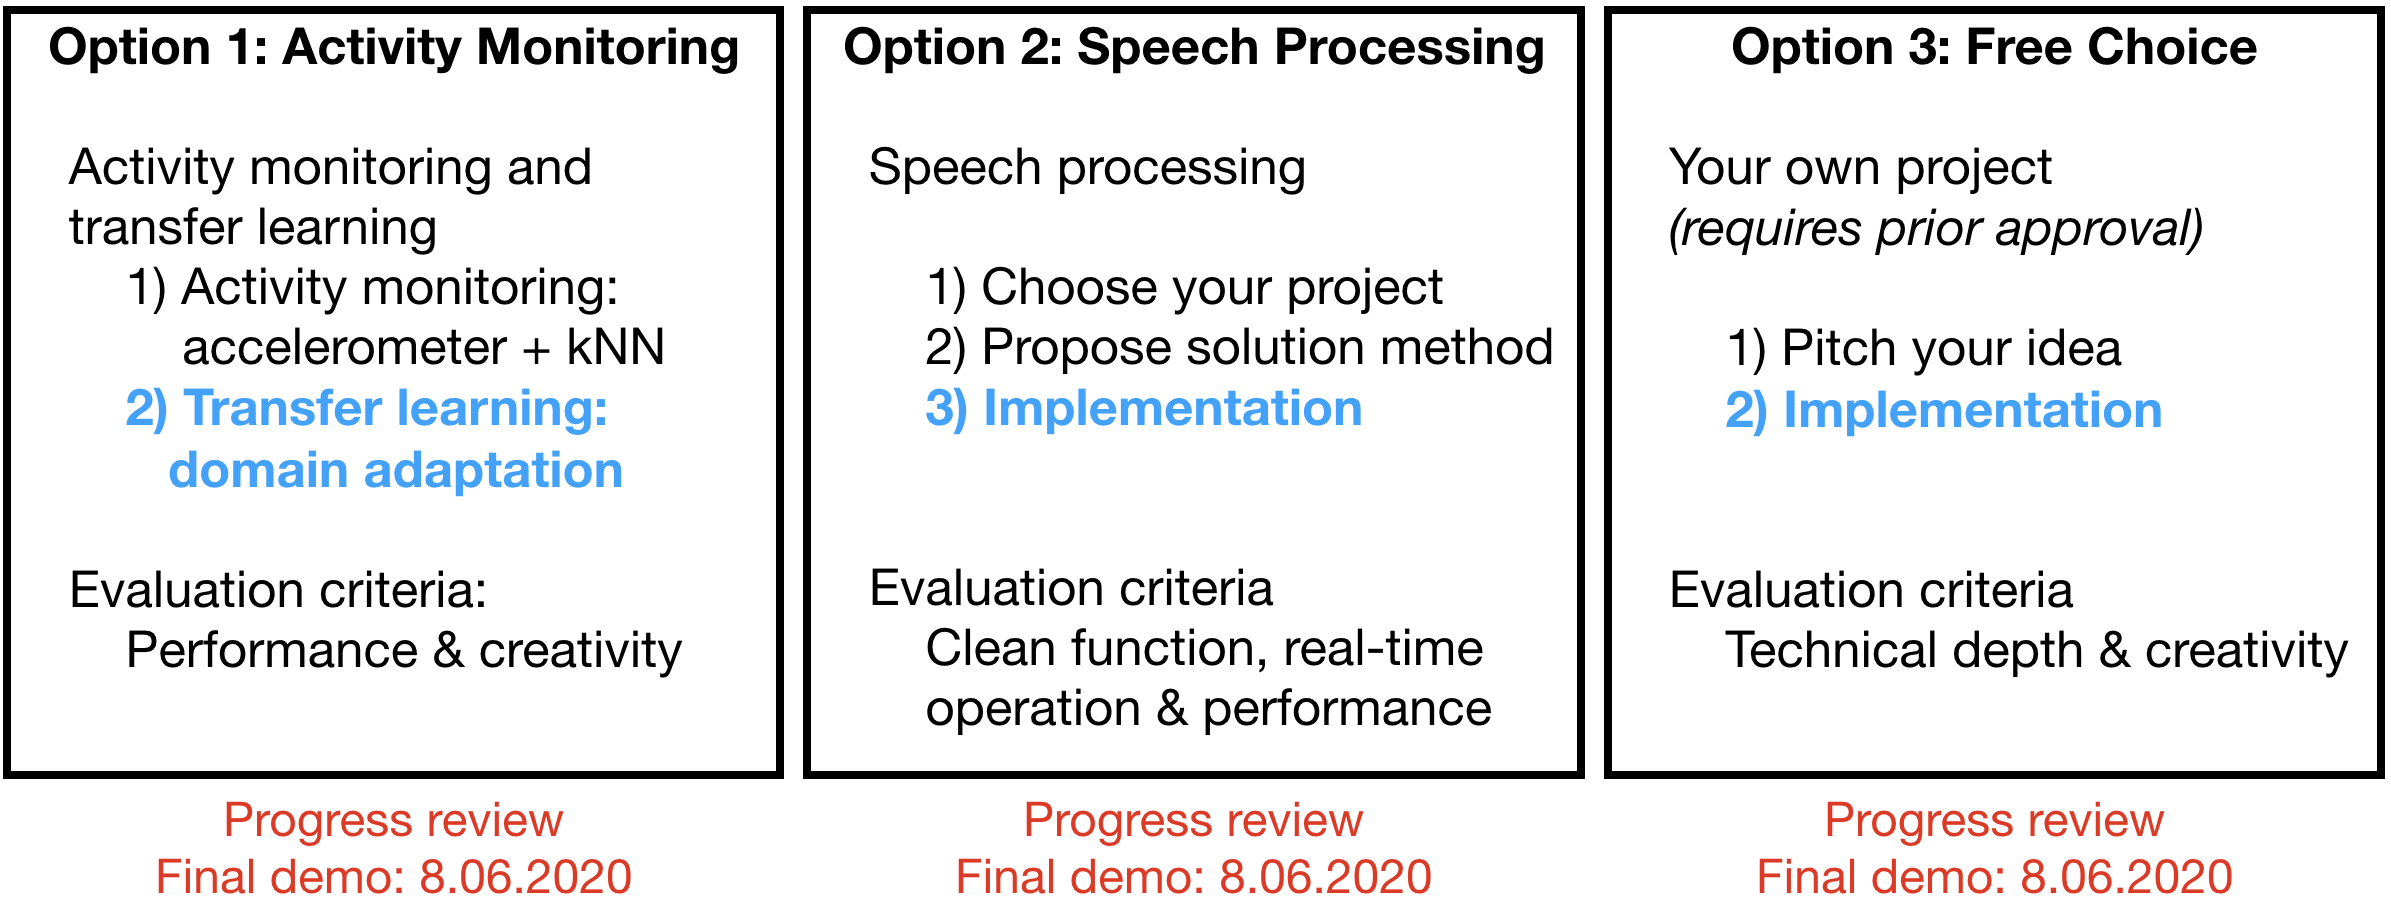 Option 1: Activity Monitoring
Activity monitoring and
transfer learning
1) Activity monitoring:
accelerometer + kNN
2) Transfer learning:
domain adaptation
Evaluation criteria:
Performance & creativity
Progress review
Final demo: 8.06.2020
Option 2: Speech Processing
Speech processing
1) Choose your project
2) Propose solution method
3) Implementation
Evaluation criteria
Clean function, real-time
operation & performance
Progress review
Final demo: 8.06.2020
Option 3: Free Choice
Your own project
(requires prior approval)
1) Pitch your idea
2) Implementation
Evaluation criteria
Technical depth & creativity
Progress review
Final demo: 8.06.2020